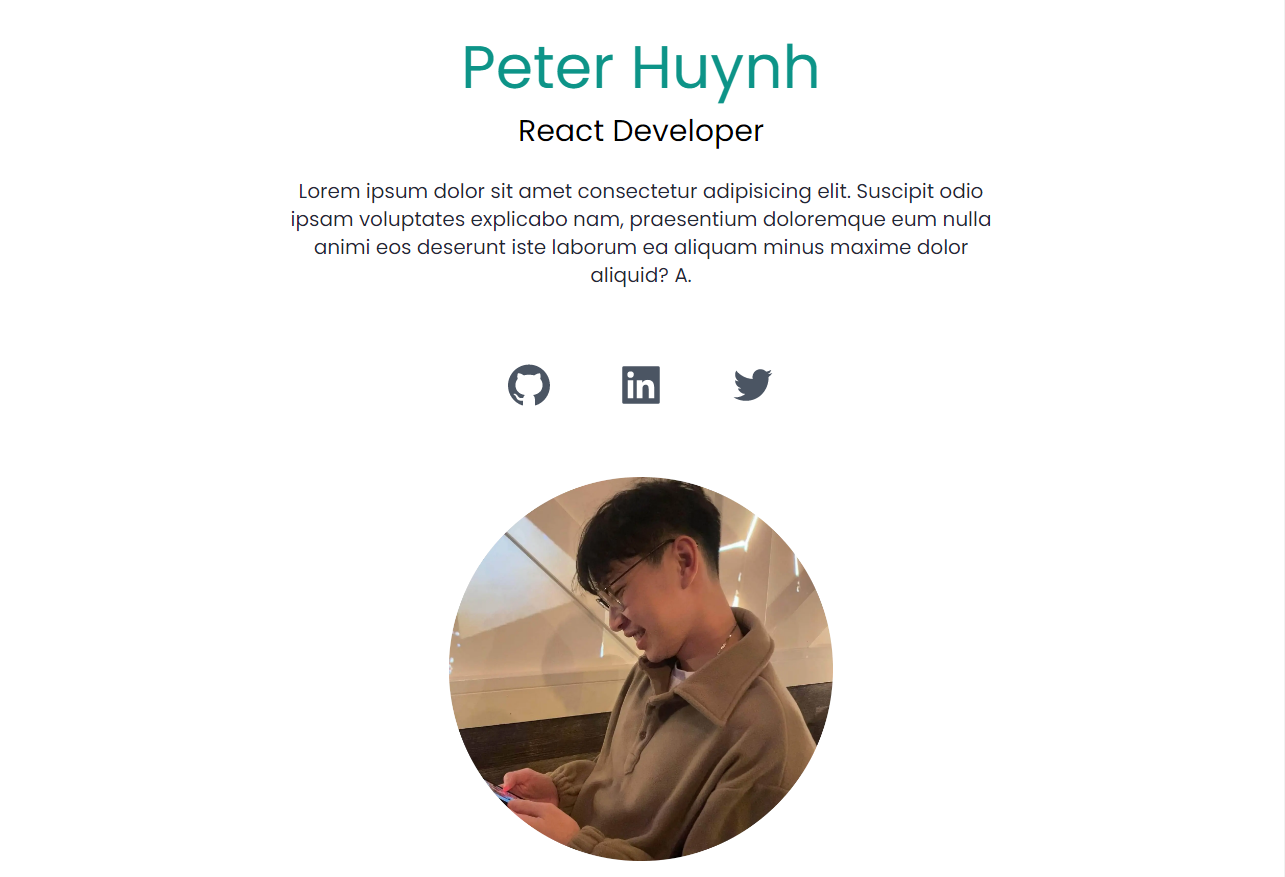 Peter Huynh
React Developer
Lorem ipsum dolor sit amet consectetur adipisicing elit. Suscipit odio
ipsam voluptates explicabo nam, praesentium doloremque eum nulla
animi eos deserunt iste laborum ea aliquam minus maxime dolor
aliquid? A.
in